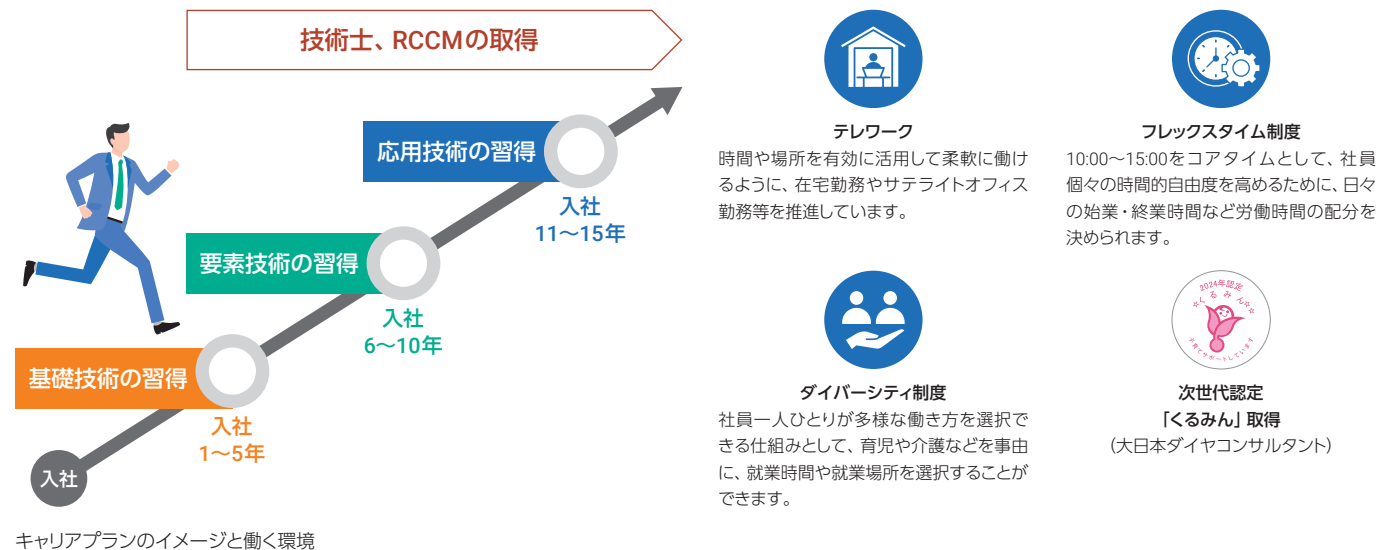 技術士、RCCMの取得
応用技術の習得
入社
11～15年
要素技術の習得
入社
6～10年
基礎技術の習得
入社
1～5年
入社
キャリアプランのイメージと働く環境
テレワーク
時間や場所を有効に活用して柔軟に働け
るように、在宅勤務やサテライトオフィス
勤務等を推進しています。
フレックスタイム制度
10:00～15:00をコアタイムとして、社員
個々の時間的自由度を高めるために、日々
の始業・終業時間など労働時間の配分を
決められます。
ダイバーシティ制度
社員一人ひとりが多様な働き方を選択で
きる仕組みとして、育児や介護などを事由
に、就業時間や就業場所を選択することが
できます。
2024年認定
☆くるみん☆☆
子育てサポートしています
次世代認定
「くるみん」取得
（大日本ダイヤコンサルタント）